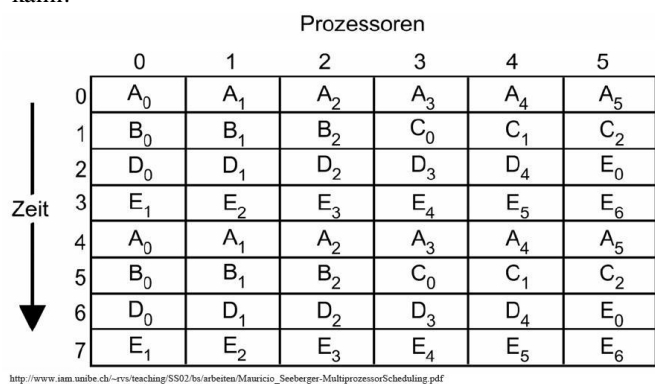 kann.
Prozessoren
0 1 2 3 4 5
0 A₀ A₁ A₂ A₃ A₄ A₅
1 B₀ B₁ B₂ C₀ C₁ C₂
2 D₀ D₁ D₂ D₃ D₄ E₀
Zeit 3 E₁ E₂ E₃ E₄ E₅ E₆
4 A₀ A₁ A₂ A₃ A₄ A₅
5 B₀ B₁ B₂ C₀ C₁ C₂
6 D₀ D₁ D₂ D₃ D₄ E₀
7 E₁ E₂ E₃ E₄ E₅ E₆
http://www.iam.unibe.ch/~rvs/teaching/SS02/bs/arbeiten/Mauricio_Seeberger-MultiprozessorScheduling.pdf